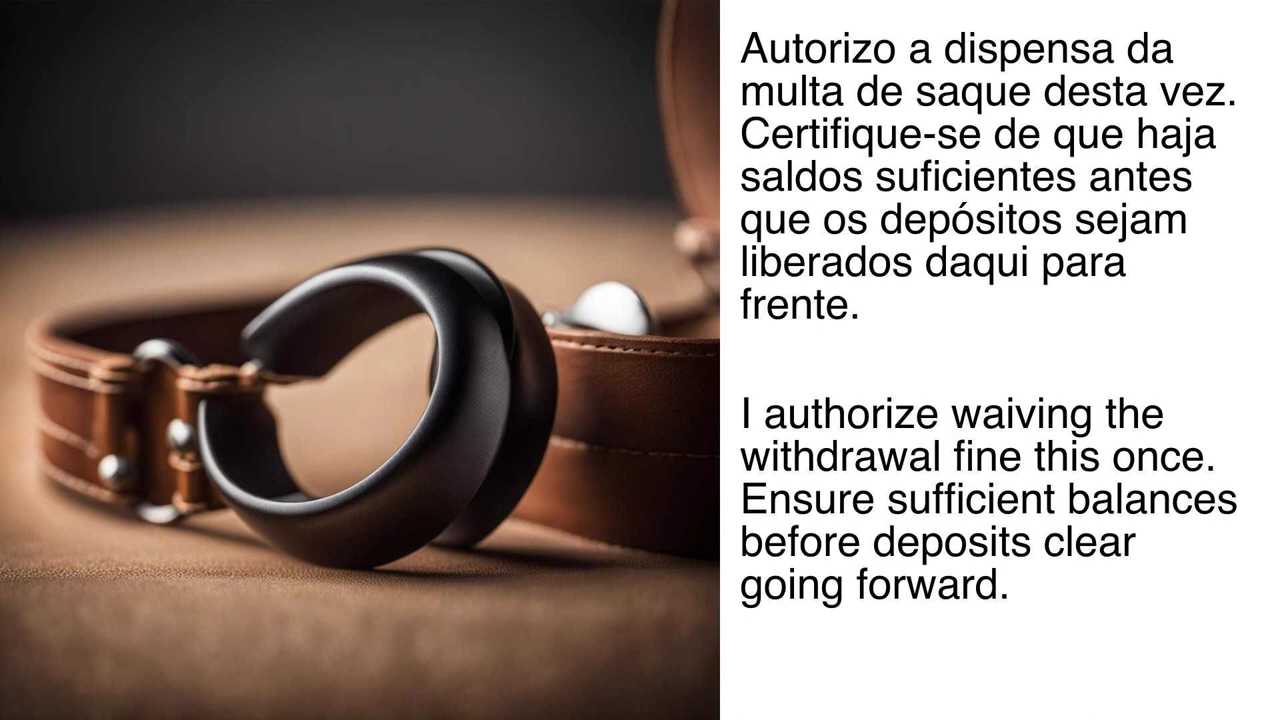 Autorizo a dispensa da
multa de saque desta vez.
Certifique-se de que haja
saldos suficientes antes
que os depósitos sejam
liberados daqui para
frente.
I authorize waiving the
withdrawal fine this once.
Ensure sufficient balances
before deposits clear
going forward.